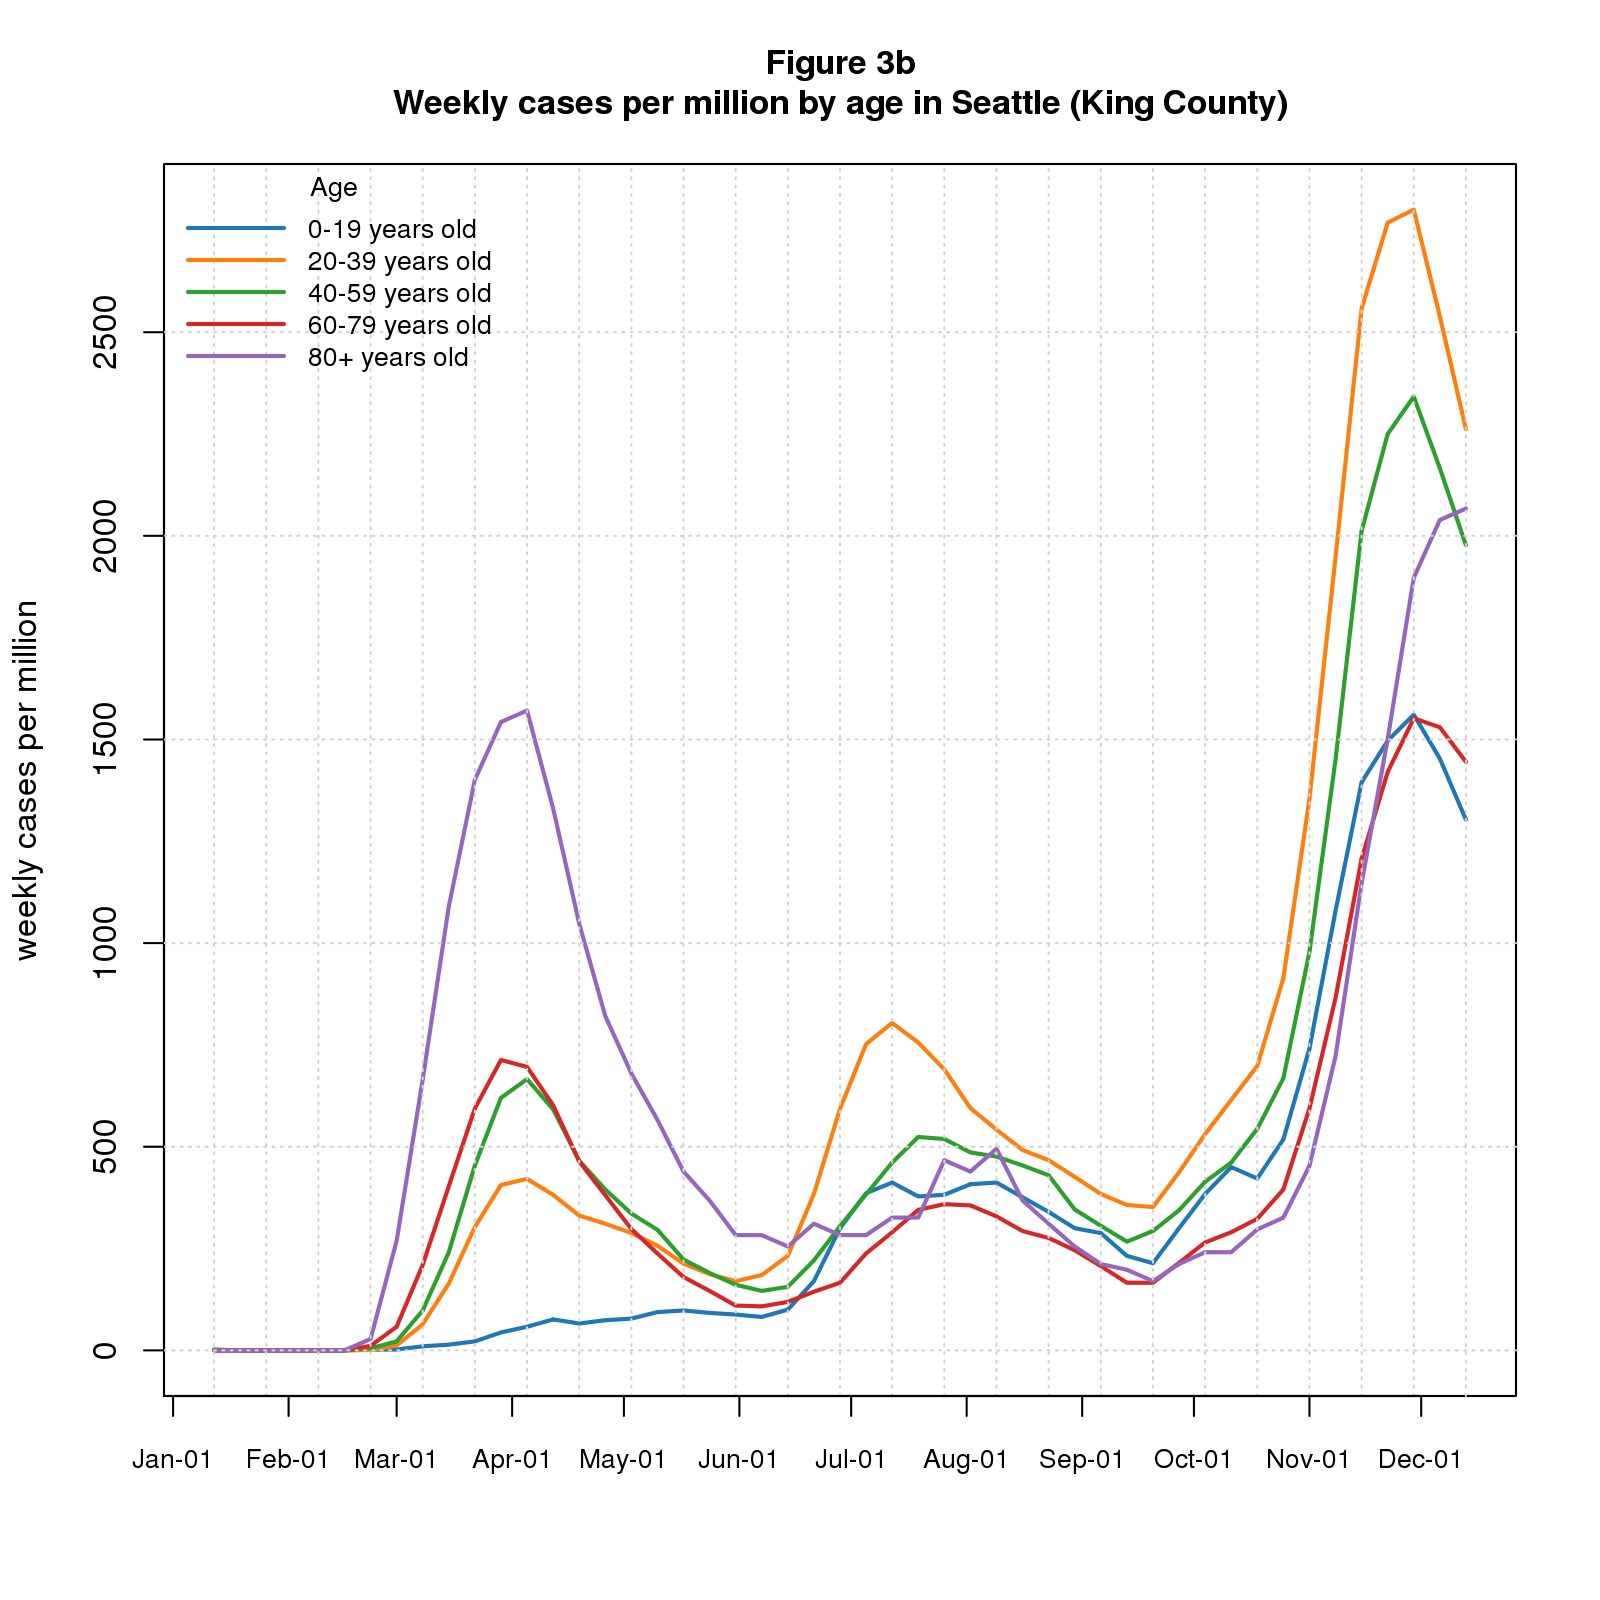 Figure 3b
Weekly cases per million by age in Seattle (King County)
Age
0-19 years old
20-39 years old
40-59 years old
60-79 years old
80+ years old
weekly cases per million
2500
2000
1500
1000
500
0
Jan-01 Feb-01 Mar-01 Apr-01 May-01 Jun-01 Jul-01 Aug-01 Sep-01 Oct-01 Nov-01 Dec-01